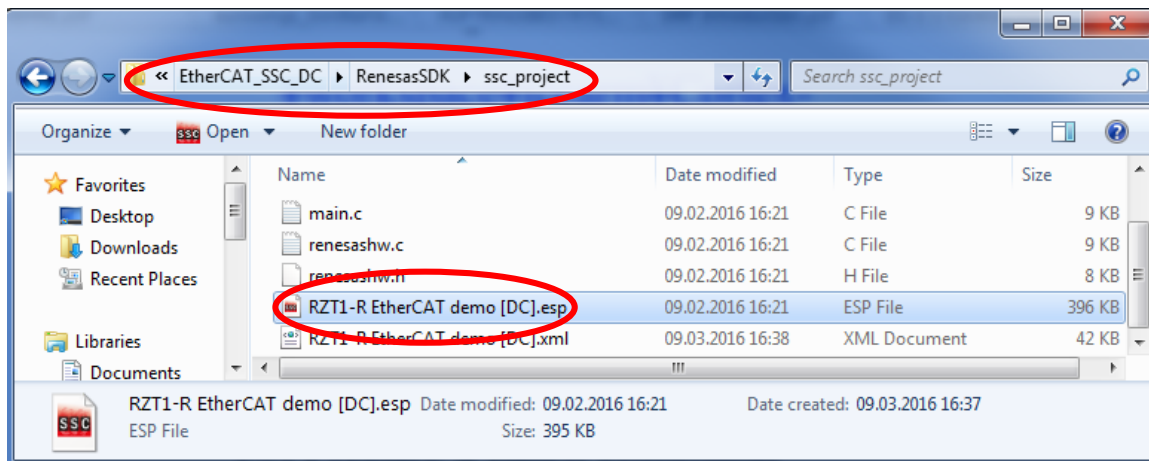 « EtherCAT_SSC_DC ▸ RenesasSDK ▸ ssc_project Search ssc_project
Organize ▾ SSC Open ▾ New folder
Favorites
Desktop
Downloads
Recent Places
Libraries
Documents
Name Date modified Type Size
main.c 09.02.2016 16:21 C File 9 KB
renesashw.c 09.02.2016 16:21 C File 9 KB
renesashw.h 09.02.2016 16:21 H File 8 KB
RZT1-R EtherCAT demo [DC].esp 09.02.2016 16:21 ESP File 396 KB
RZT1-R EtherCAT demo [DC].xml 09.03.2016 16:38 XML Document 42 KB
SSC
RZT1-R EtherCAT demo [DC].esp Date modified: 09.02.2016 16:21 Date created: 09.03.2016 16:37
ESP File Size: 395 KB